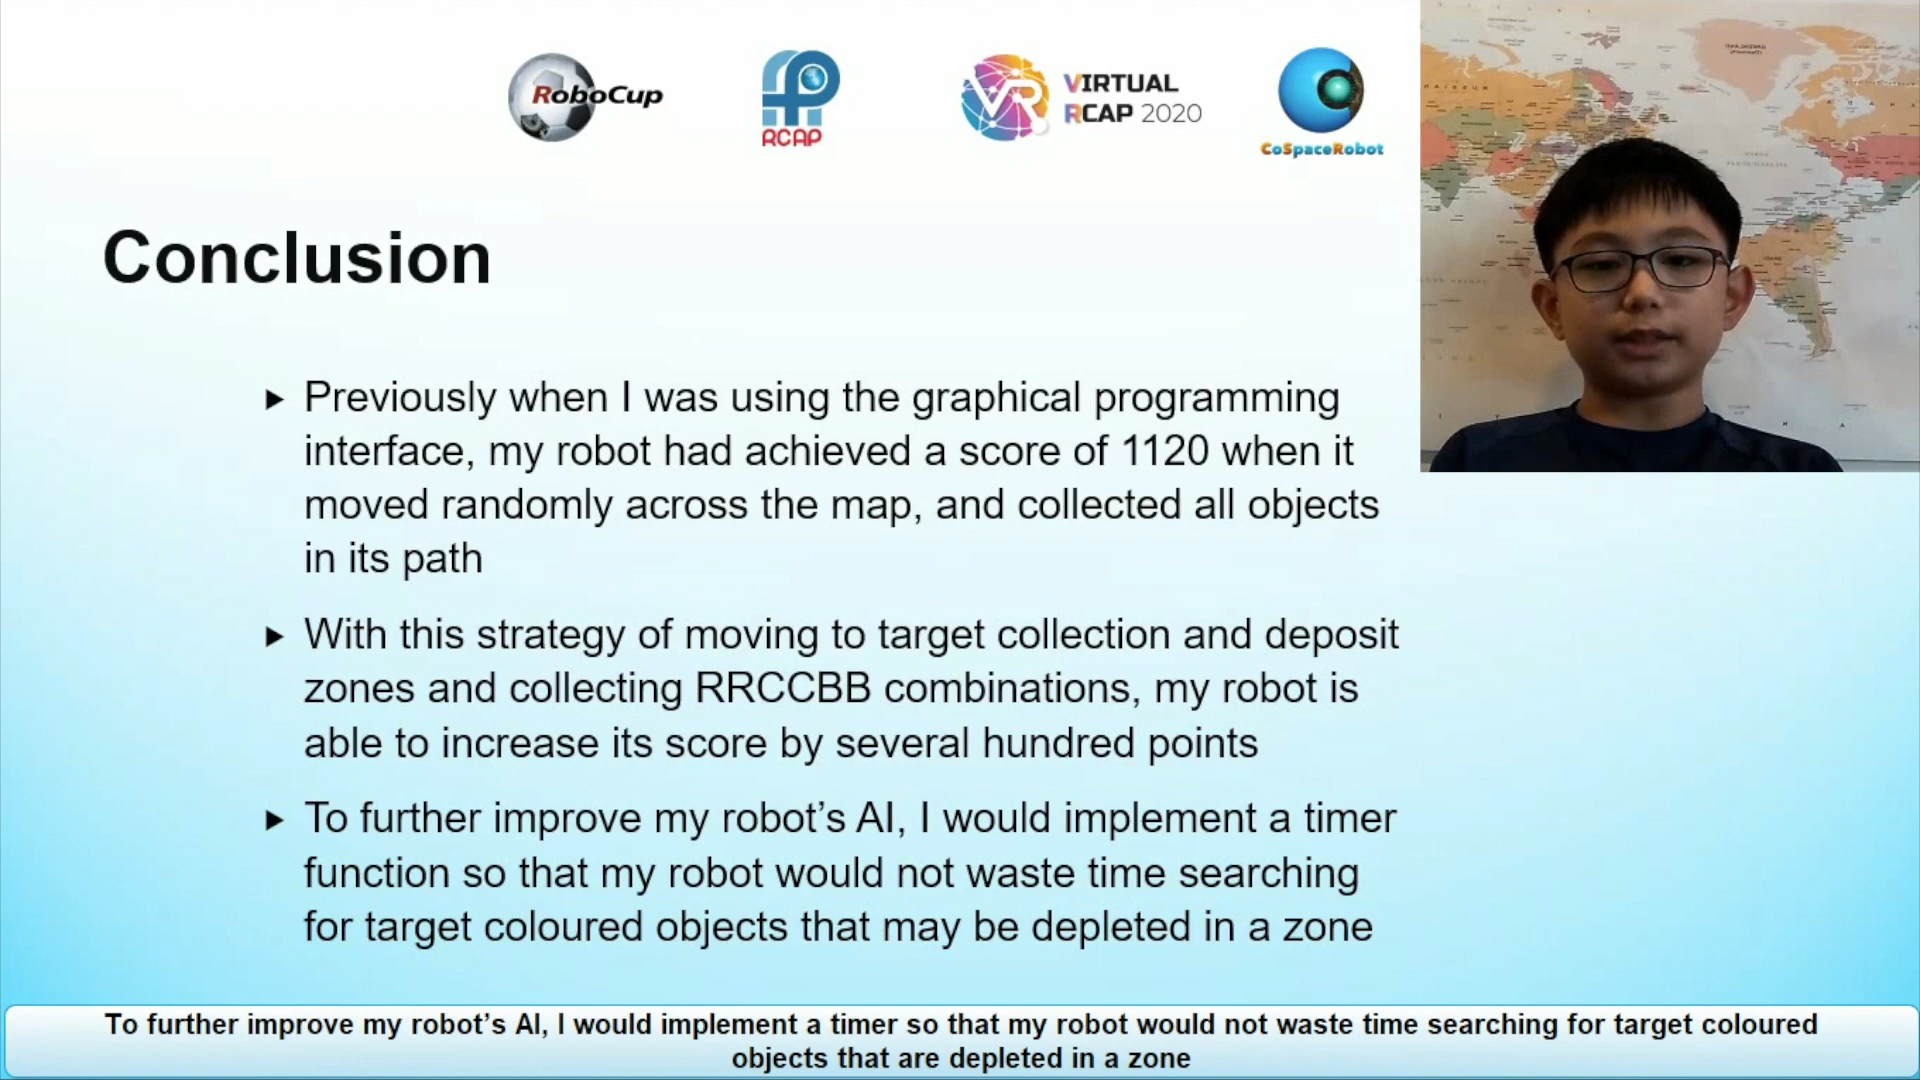 RoboCup
RCAP
VR
VIRTUAL
RCAP 2020
CoSpaceRobot
Conclusion
Previously when I was using the graphical programming
interface, my robot had achieved a score of 1120 when it
moved randomly across the map, and collected all objects
in its path
With this strategy of moving to target collection and deposit
zones and collecting RRCCBB combinations, my robot is
able to increase its score by several hundred points
To further improve my robot’s AI, I would implement a timer
function so that my robot would not waste time searching
for target coloured objects that may be depleted in a zone
To further improve my robot’s AI, I would implement a timer so that my robot would not waste time searching for target coloured
objects that are depleted in a zone